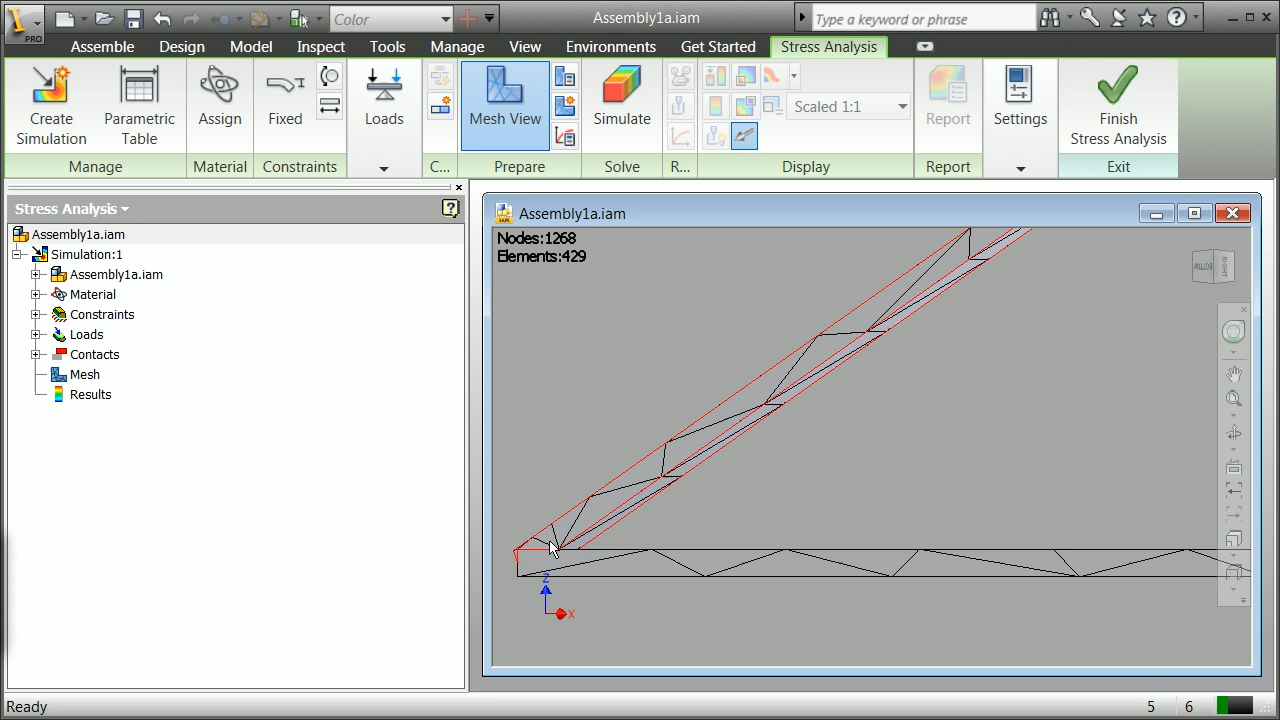 Color
Assembly1a.iam
Type a keyword or phrase
PRO
Assemble Design Model Inspect Tools Manage View Environments Get Started Stress Analysis
Create Simulation
Parametric Table
Assign
Fixed
Loads
Mesh View
Simulate
Scaled 1:1
Report
Settings
Finish Stress Analysis
Manage Material Constraints C... Prepare Solve R... Display Report Exit
Stress Analysis
Assembly1a.iam
Simulation:1
Assembly1a.iam
Material
Constraints
Loads
Contacts
Mesh
Results
Assembly1a.iam
Nodes:1268
Elements:429
BOTTOM
RIGHT
Z
X
Ready
5 6